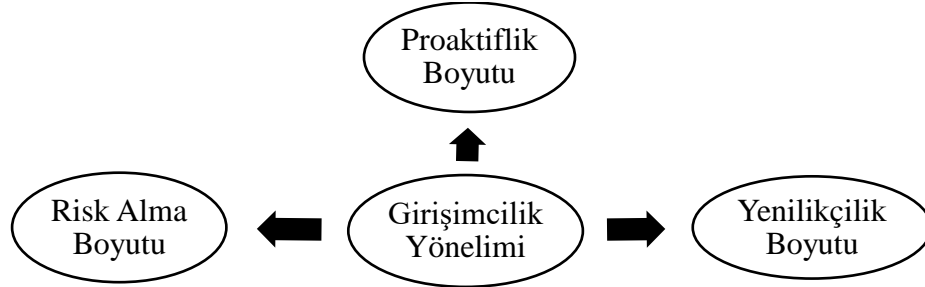 Proaktiflik
Boyutu
Risk Alma
Boyutu
Girişimcilik
Yönelimi
Yenilikçilik
Boyutu